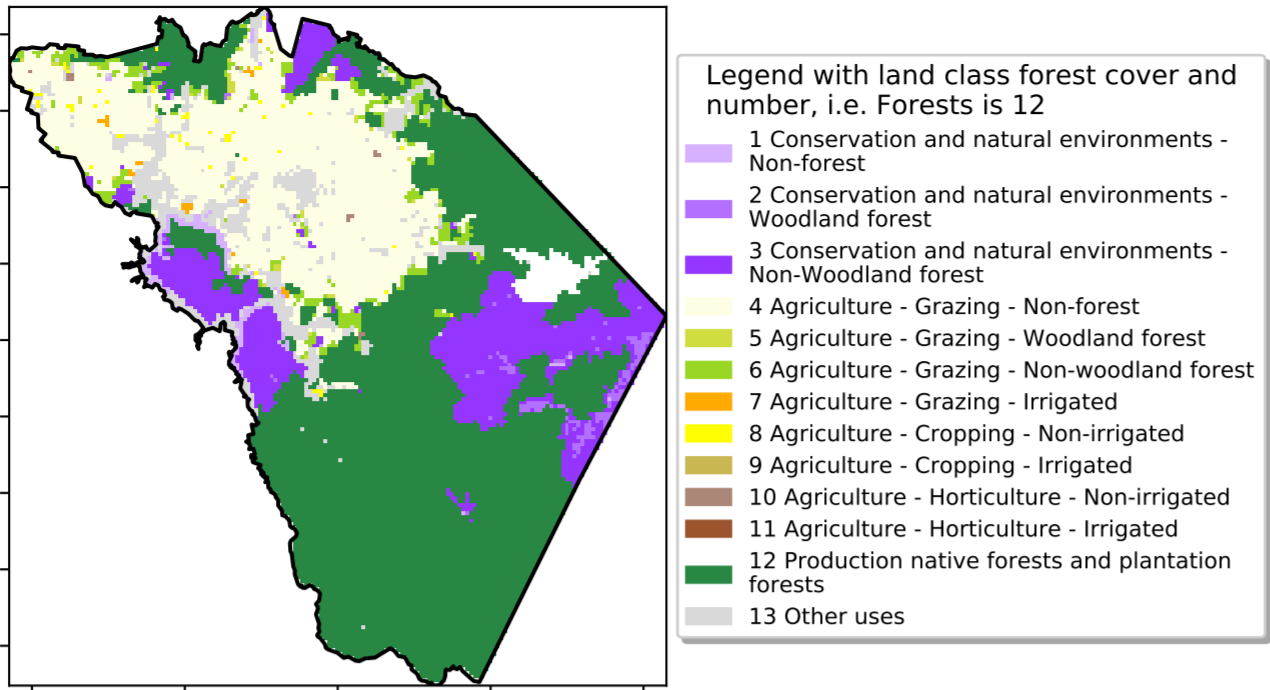 Legend with land class forest cover and
number, i.e. Forests is 12
1 Conservation and natural environments -
Non-forest
2 Conservation and natural environments -
Woodland forest
3 Conservation and natural environments -
Non-Woodland forest
4 Agriculture - Grazing - Non-forest
5 Agriculture - Grazing - Woodland forest
6 Agriculture - Grazing - Non-woodland forest
7 Agriculture - Grazing - Irrigated
8 Agriculture - Cropping - Non-irrigated
9 Agriculture - Cropping - Irrigated
10 Agriculture - Horticulture - Non-irrigated
11 Agriculture - Horticulture - Irrigated
12 Production native forests and plantation
forests
13 Other uses